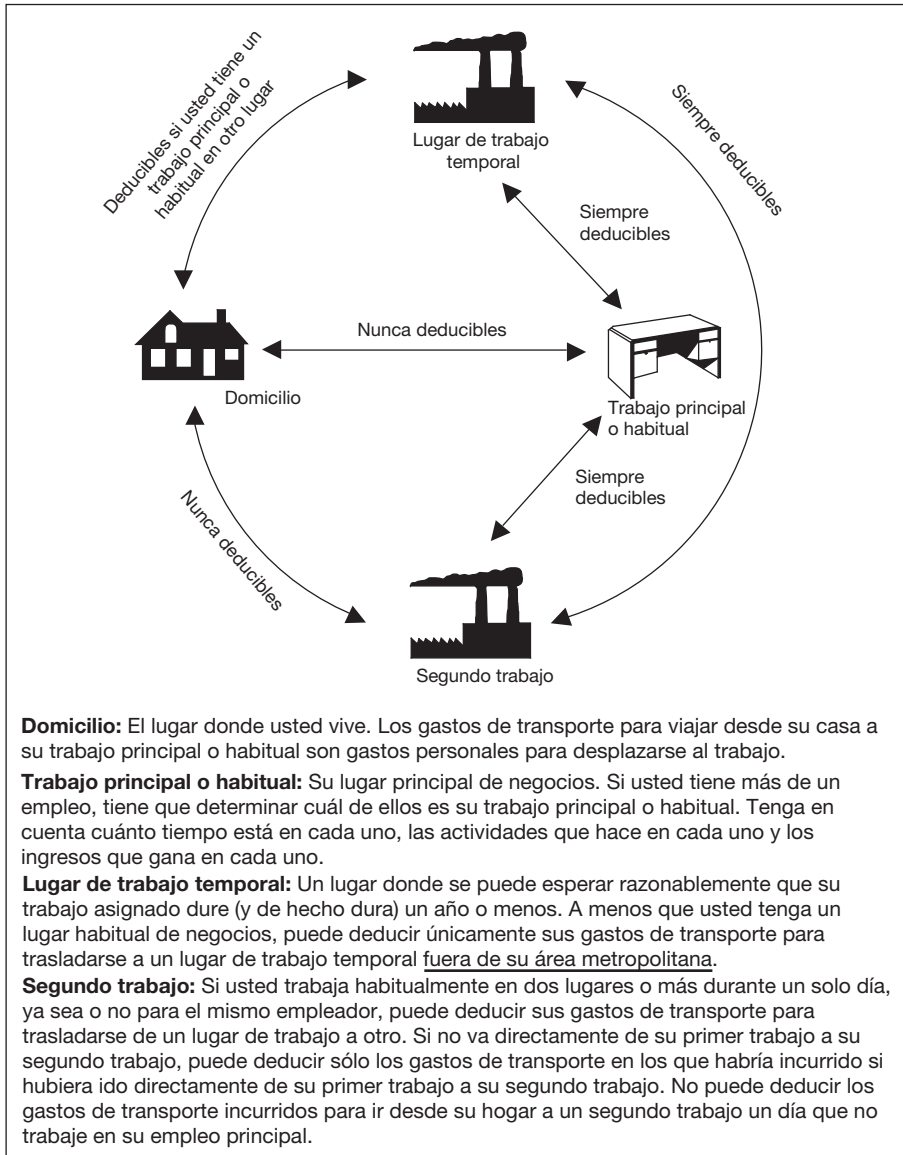 Deducibles si usted tiene un
trabajo principal o
habitual en otro lugar
Lugar de trabajo
temporal
Siempre deducibles
Siempre
deducibles
Nunca deducibles
Domicilio
Trabajo principal
o habitual
Siempre
deducibles
Nunca deducibles
Segundo trabajo
Domicilio: El lugar donde usted vive. Los gastos de transporte para viajar desde su casa a
su trabajo principal o habitual son gastos personales para desplazarse al trabajo.
Trabajo principal o habitual: Su lugar principal de negocios. Si usted tiene más de un
empleo, tiene que determinar cuál de ellos es su trabajo principal o habitual. Tenga en
cuenta cuánto tiempo está en cada uno, las actividades que hace en cada uno y los
ingresos que gana en cada uno.
Lugar de trabajo temporal: Un lugar donde se puede esperar razonablemente que su
trabajo asignado dure (y de hecho dura) un año o menos. A menos que usted tenga un
lugar habitual de negocios, puede deducir únicamente sus gastos de transporte para
trasladarse a un lugar de trabajo temporal fuera de su área metropolitana.
Segundo trabajo: Si usted trabaja habitualmente en dos lugares o más durante un solo día,
ya sea o no para el mismo empleador, puede deducir sus gastos de transporte para
trasladarse de un lugar de trabajo a otro. Si no va directamente de su primer trabajo a su
segundo trabajo, puede deducir sólo los gastos de transporte en los que habría incurrido si
hubiera ido directamente de su primer trabajo a su segundo trabajo. No puede deducir los
gastos de transporte incurridos para ir desde su hogar a un segundo trabajo un día que no
trabaje en su empleo principal.